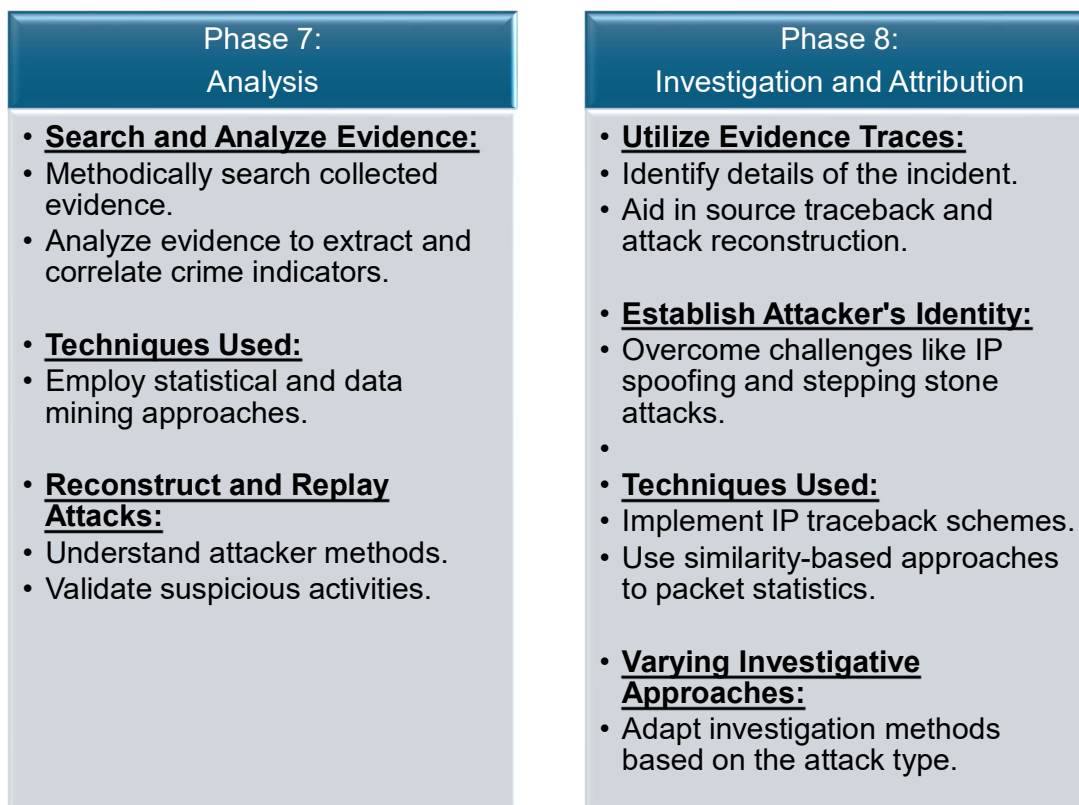 Phase 7:
Analysis
• Search and Analyze Evidence:
• Methodically search collected
evidence.
• Analyze evidence to extract and
correlate crime indicators.
• Techniques Used:
• Employ statistical and data
mining approaches.
• Reconstruct and Replay
Attacks:
• Understand attacker methods.
• Validate suspicious activities.
Phase 8:
Investigation and Attribution
• Utilize Evidence Traces:
• Identify details of the incident.
• Aid in source traceback and
attack reconstruction.
• Establish Attacker's Identity:
• Overcome challenges like IP
spoofing and stepping stone
attacks.
•
• Techniques Used:
• Implement IP traceback schemes.
• Use similarity-based approaches
to packet statistics.
• Varying Investigative
Approaches:
• Adapt investigation methods
based on the attack type.